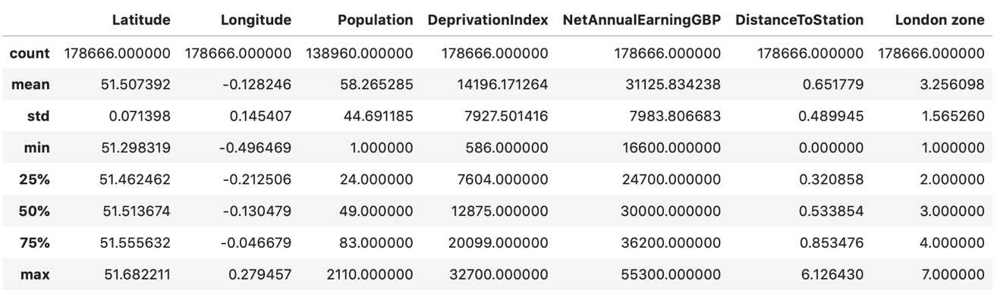 Latitude Longitude Population DeprivationIndex NetAnnualEarningGBP DistanceToStation London zone
count 178666.000000 178666.000000 138960.000000 178666.000000 178666.000000 178666.000000 178666.000000
mean 51.507392 -0.128246 58.265285 14196.171264 31125.834238 0.651779 3.256098
std 0.071398 0.145407 44.691185 7927.501416 7983.806683 0.489945 1.565260
min 51.298319 -0.496469 1.000000 586.000000 16600.000000 0.000000 1.000000
25% 51.462462 -0.212506 24.000000 7604.000000 24700.000000 0.320858 2.000000
50% 51.513674 -0.130479 49.000000 12875.000000 30000.000000 0.533854 3.000000
75% 51.555632 -0.046679 83.000000 20099.000000 36200.000000 0.853476 4.000000
max 51.682211 0.279457 2110.000000 32700.000000 55300.000000 6.126430 7.000000